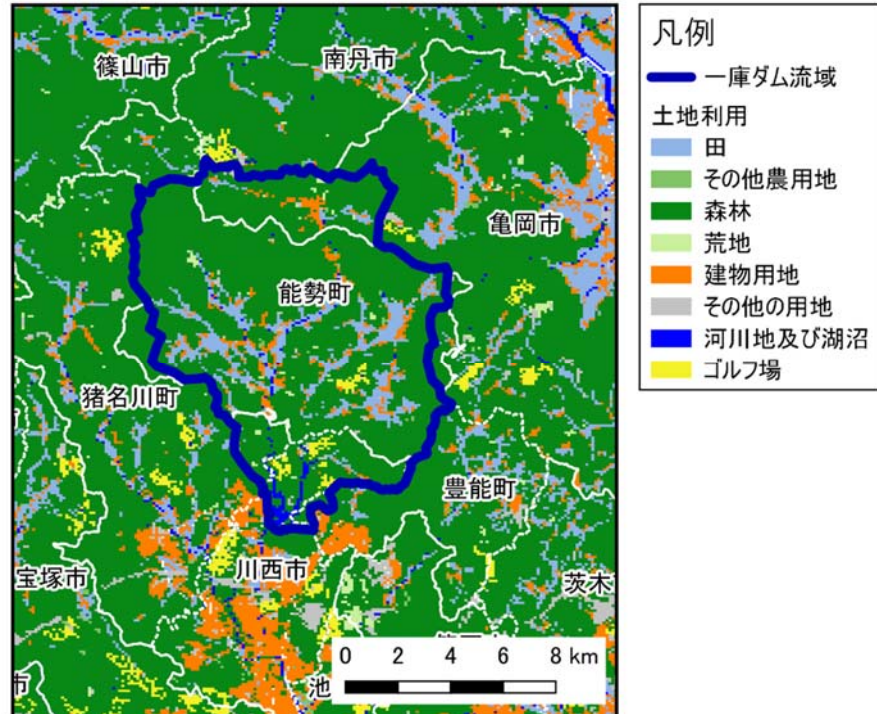 篠山市
南丹市
亀岡市
能勢町
猪名川町
豊能町
宝塚市
川西市
茨木
池
市
0 2 4 6 8 km
凡例
一庫ダム流域
土地利用
田
その他農用地
森林
荒地
建物用地
その他の用地
河川地及び湖沼
ゴルフ場